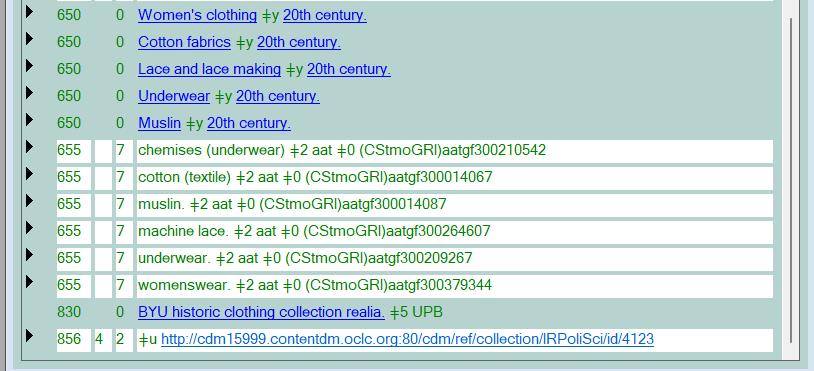 650 0 Women's clothing ǂy 20th century.
650 0 Cotton fabrics ǂy 20th century.
650 0 Lace and lace making ǂy 20th century.
650 0 Underwear ǂy 20th century.
650 0 Muslin ǂy 20th century.
655 7 chemises (underwear) ǂ2 aat ǂ0 (CStmoGRI)aatgf300210542
655 7 cotton (textile) ǂ2 aat ǂ0 (CStmoGRI)aatgf300014067
655 7 muslin. ǂ2 aat ǂ0 (CStmoGRI)aatgf300014087
655 7 machine lace. ǂ2 aat ǂ0 (CStmoGRI)aatgf300264607
655 7 underwear. ǂ2 aat ǂ0 (CStmoGRI)aatgf300209267
655 7 womenswear. ǂ2 aat ǂ0 (CStmoGRI)aatgf300379344
830 0 BYU historic clothing collection realia. ǂ5 UPB
856 4 2 ǂu http://cdm15999.contentdm.oclc.org:80/cdm/ref/collection/IRPoliSci/id/4123